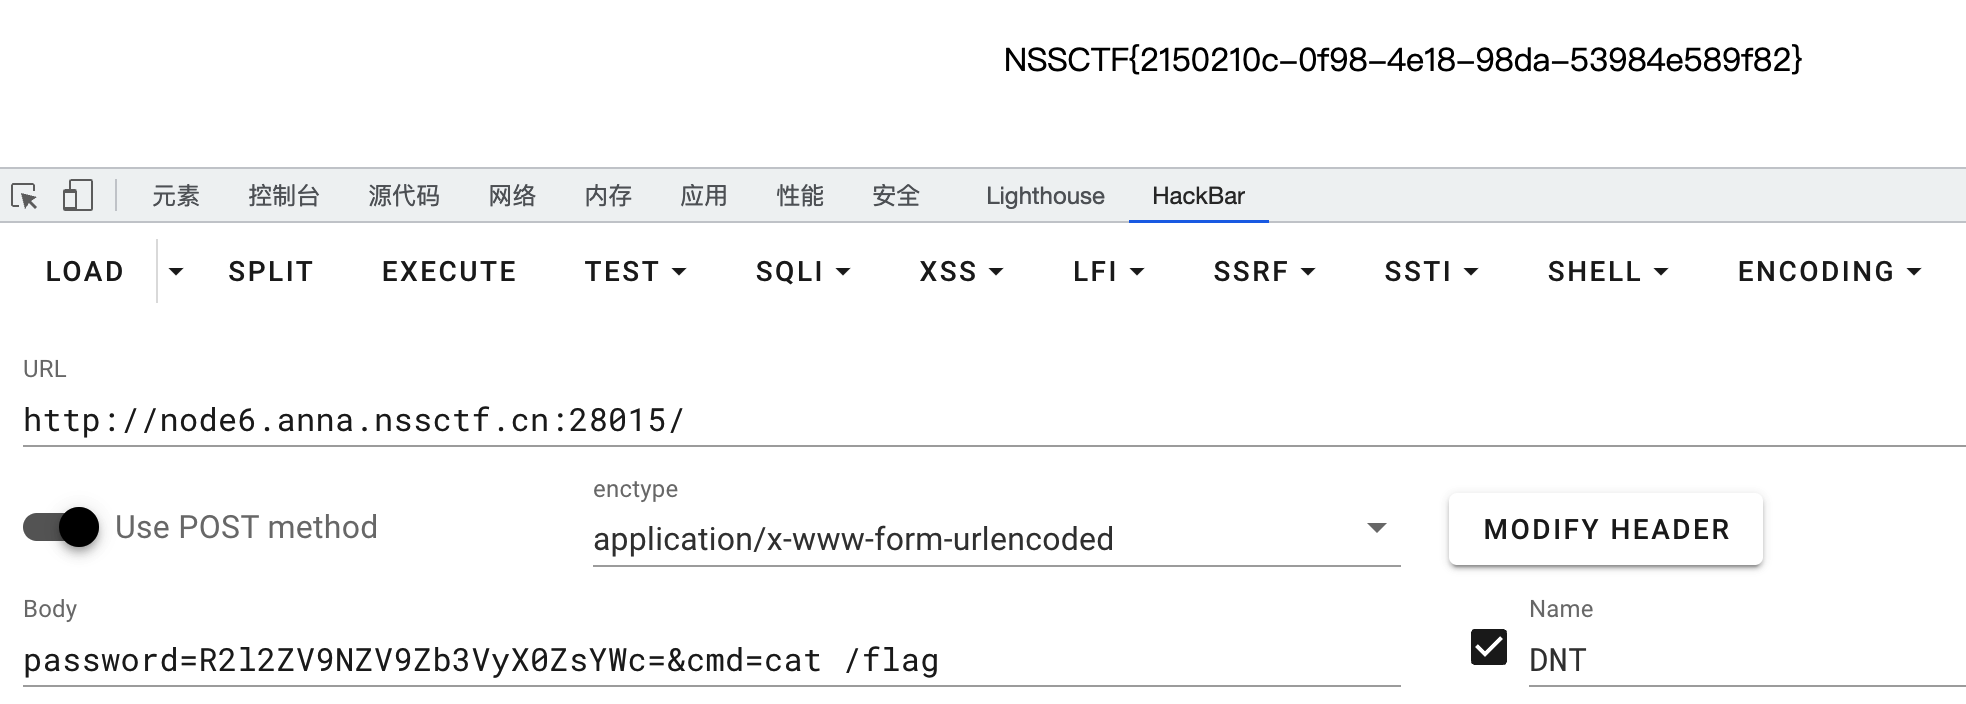 NSSCTF{2150210c-0f98-4e18-98da-53984e589f82}
元素 控制台 源代码 网络 内存 应用 性能 安全 Lighthouse HackBar
LOAD SPLIT EXECUTE TEST SQLI XSS LFI SSRF SSTI SHELL ENCODING
URL
http://node6.anna.nssctf.cn:28015/
enctype
Use POST method application/x-www-form-urlencoded MODIFY HEADER
Body Name
password=R2l2ZV9NZV9Zb3VyX0ZsYWc=&cmd=cat /flag DNT